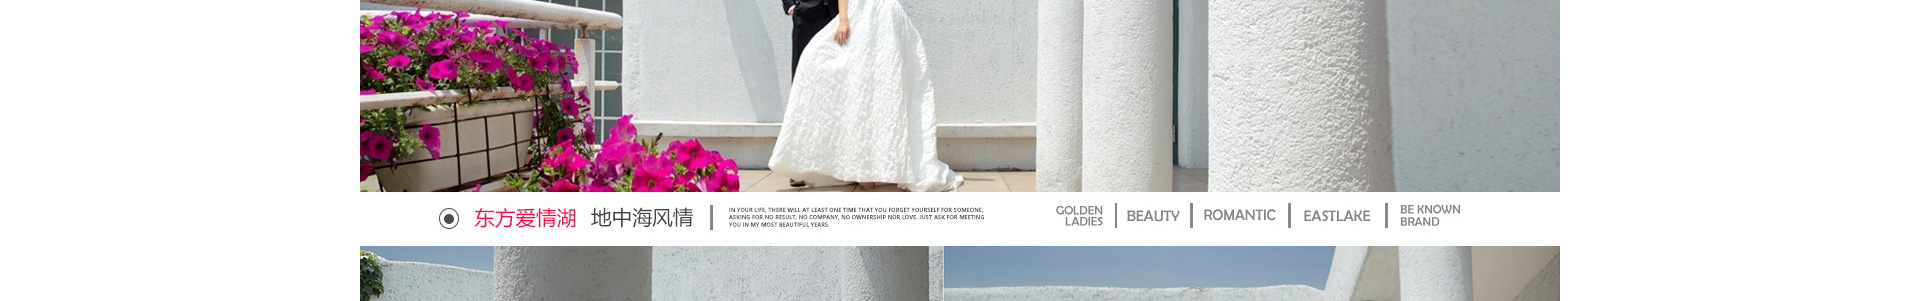 东方爱情湖 地中海风情
IN YOUR LIFE, THERE WILL AT LEAST ONE TIME THAT YOU FORGET YOURSELF FOR SOMEONE,
ASKING FOR NO RESULT, NO COMPANY, NO OWNERSHIP NOR LOVE. JUST ASK FOR MEETING
YOU IN MY MOST BEAUTIFUL YEARS.
GOLDEN
LADIES
BEAUTY
ROMANTIC
EASTLAKE
BE KNOWN
BRAND